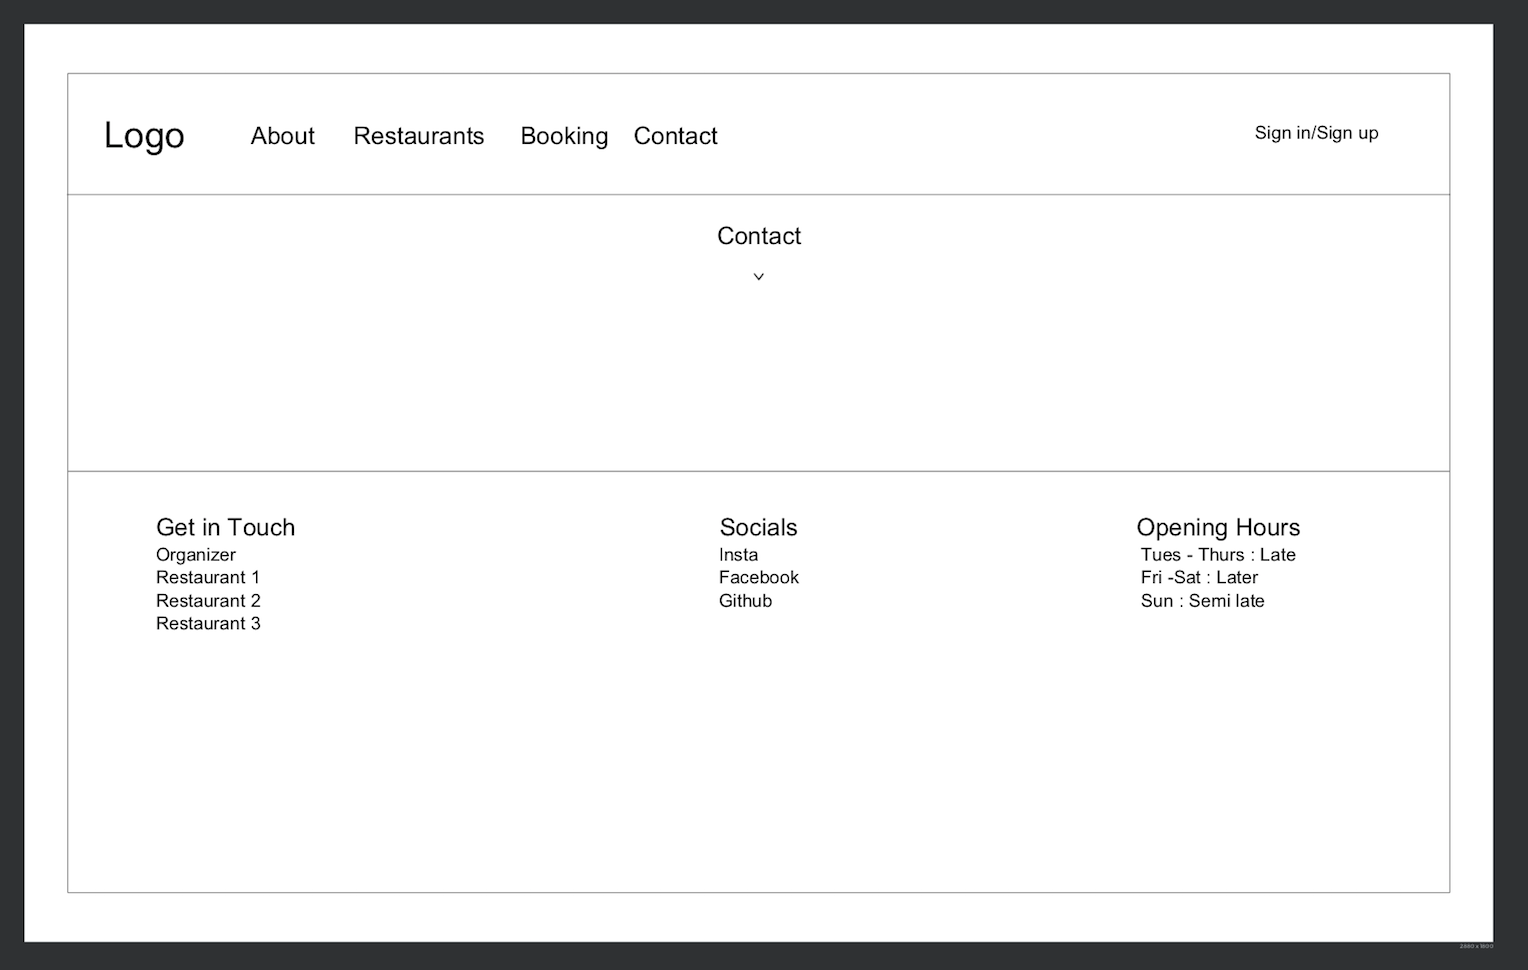 Logo About Restaurants Booking Contact Sign in/Sign up
Contact
Get in Touch
Organizer
Restaurant 1
Restaurant 2
Restaurant 3
Socials
Insta
Facebook
Github
Opening Hours
Tues - Thurs : Late
Fri -Sat : Later
Sun : Semi late